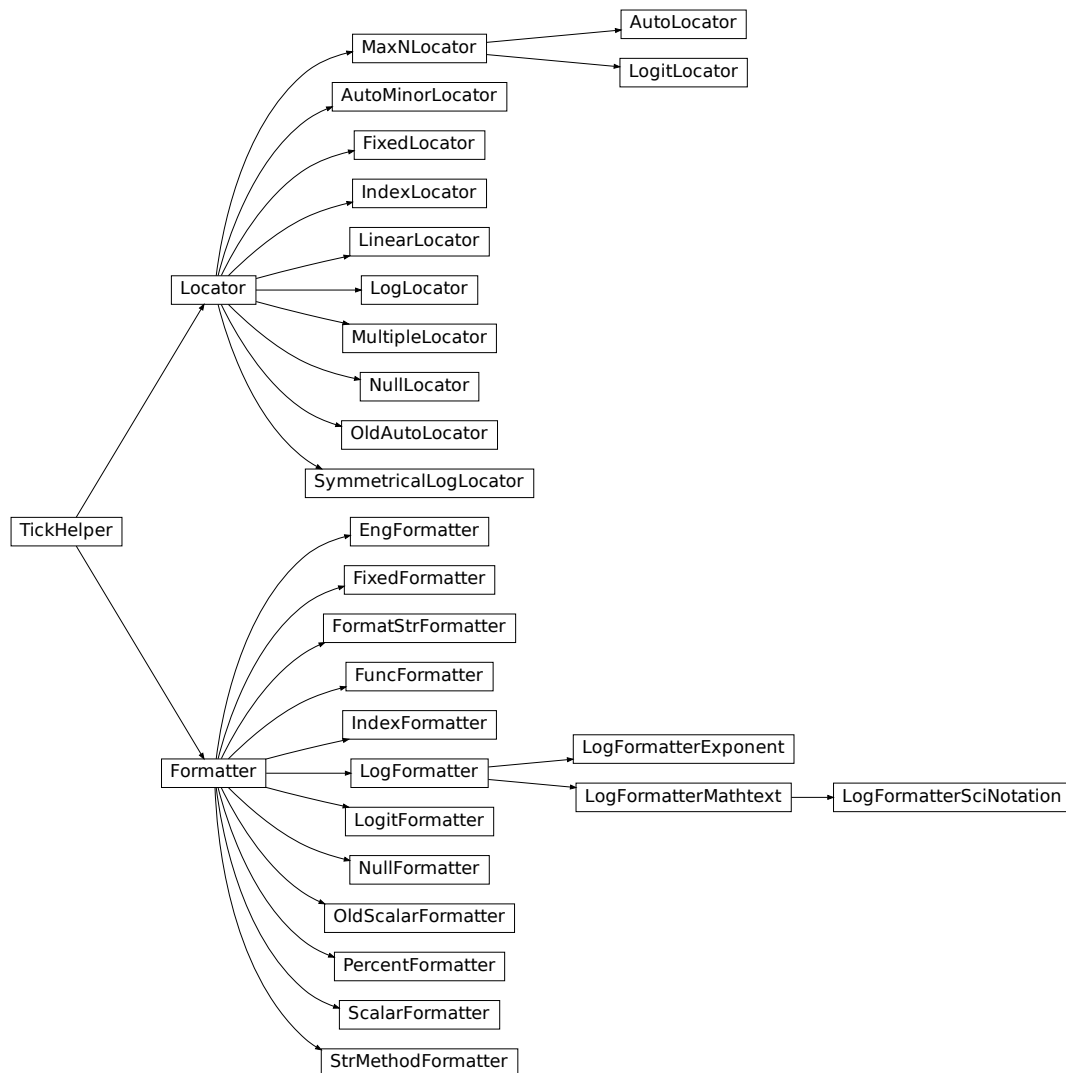 AutoLocator
MaxNLocator
LogitLocator
AutoMinorLocator
FixedLocator
IndexLocator
LinearLocator
Locator
LogLocator
MultipleLocator
NullLocator
OldAutoLocator
SymmetricalLogLocator
TickHelper
EngFormatter
FixedFormatter
FormatStrFormatter
FuncFormatter
IndexFormatter
LogFormatterExponent
Formatter
LogFormatter
LogFormatterMathtext
LogFormatterSciNotation
LogitFormatter
NullFormatter
OldScalarFormatter
PercentFormatter
ScalarFormatter
StrMethodFormatter